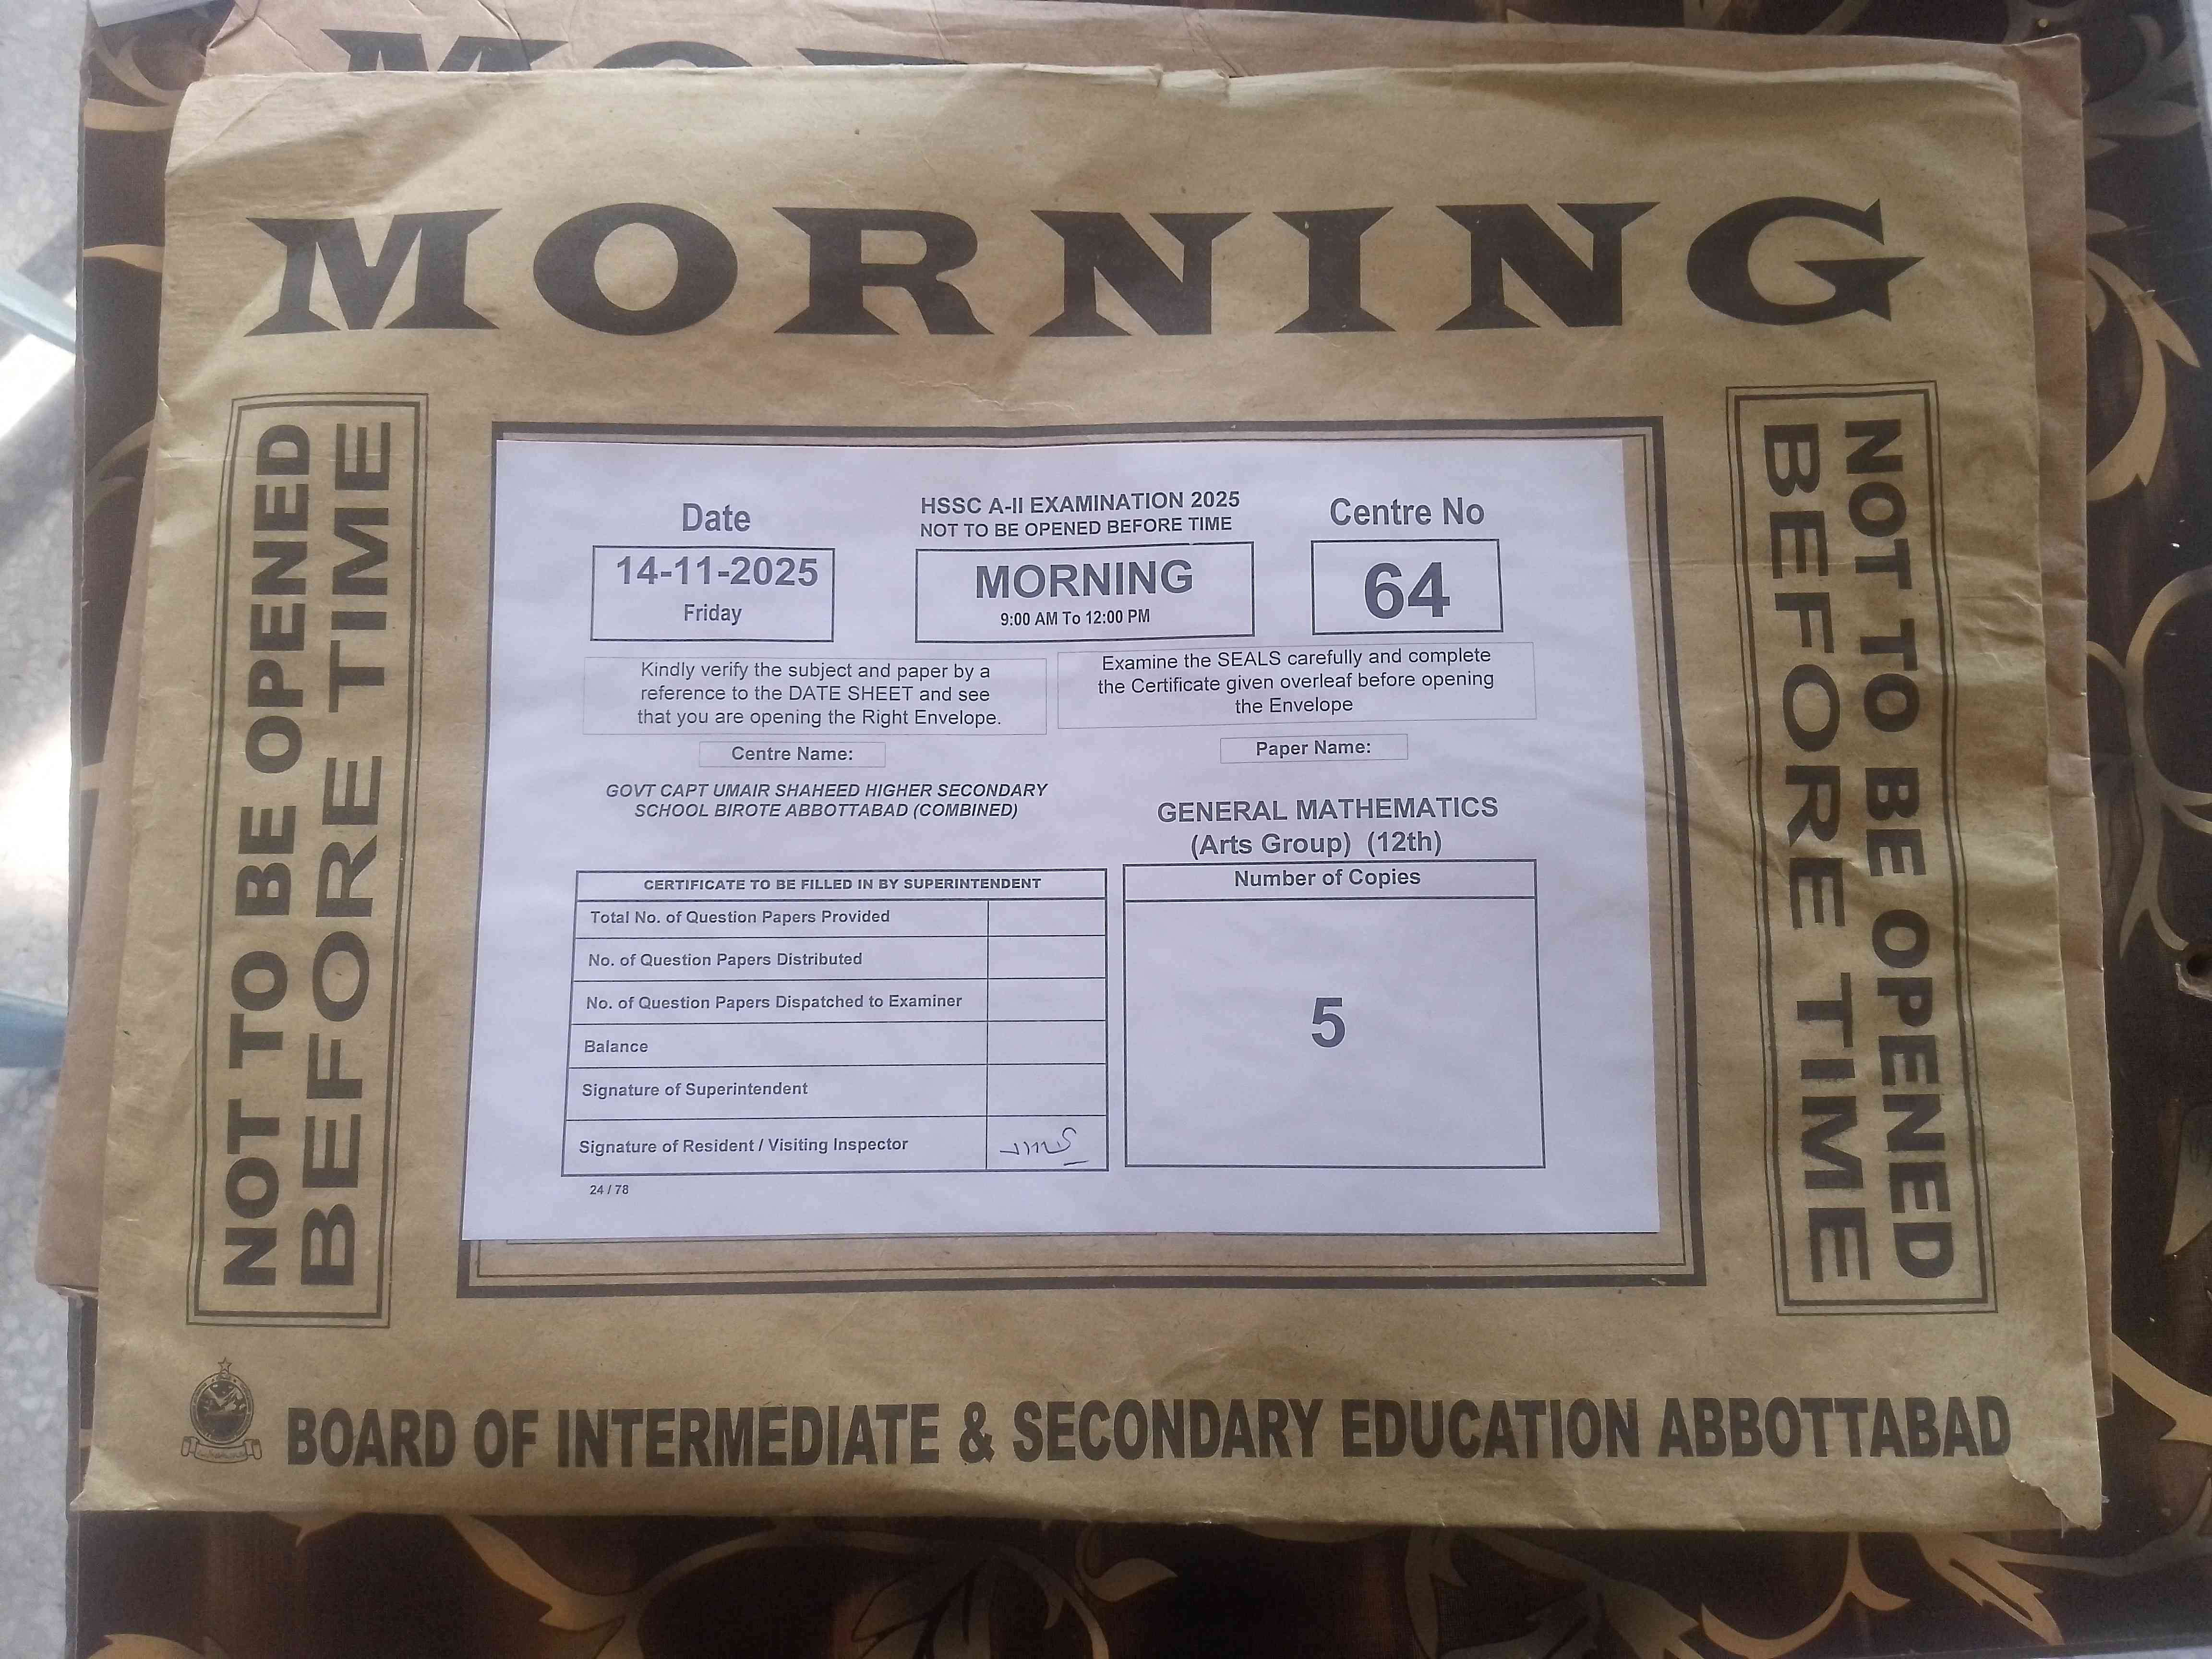 MORNING
NOT TO BE OPENED
BEFORE TIME
Date
14-11-2025
Friday
HSSC A-II EXAMINATION 2025
NOT TO BE OPENED BEFORE TIME
MORNING
9:00 AM To 12:00 PM
Centre No
64
Kindly verify the subject and paper by a
reference to the DATE SHEET and see
that you are opening the Right Envelope.
Examine the SEALS carefully and complete
the Certificate given overleaf before opening
the Envelope
Centre Name:
GOVT CAPT UMAIR SHAHEED HIGHER SECONDARY
SCHOOL BIROTE ABBOTTABAD (COMBINED)
Paper Name:
GENERAL MATHEMATICS
(Arts Group) (12th)
CERTIFICATE TO BE FILLED IN BY SUPERINTENDENT
Total No. of Question Papers Provided
No. of Question Papers Distributed
No. of Question Papers Dispatched to Examiner
Balance
Signature of Superintendent
Signature of Resident / Visiting Inspector
24 / 78
Number of Copies
5
NOT TO BE OPENED
BEFORE TIME
BOARD OF INTERMEDIATE & SECONDARY EDUCATION ABBOTTABAD